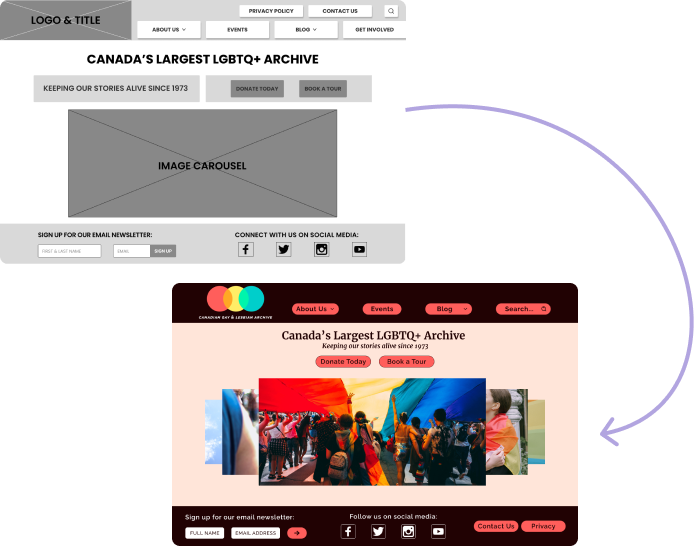 PRIVACY POLICY CONTACT US
LOGO & TITLE
ABOUT US EVENTS BLOG GET INVOLVED
CANADA'S LARGEST LGBTQ+ ARCHIVE
KEEPING OUR STORIES ALIVE SINCE 1973 DONATE TODAY BOOK A TOUR
IMAGE CAROUSEL
SIGN UP FOR OUR EMAIL NEWSLETTER: CONNECT WITH US ON SOCIAL MEDIA:
FIRST & LAST NAME EMAIL SIGN UP
About Us Events Blog Search...
CANADIAN GAY & LESBIAN ARCHIVE
Canada's Largest LGBTQ+ Archive
Keeping our stories alive since 1973
Donate Today Book a Tour
Sign up for our email newsletter: Follow us on social media:
FULL NAME EMAIL ADDRESS Contact Us Privacy